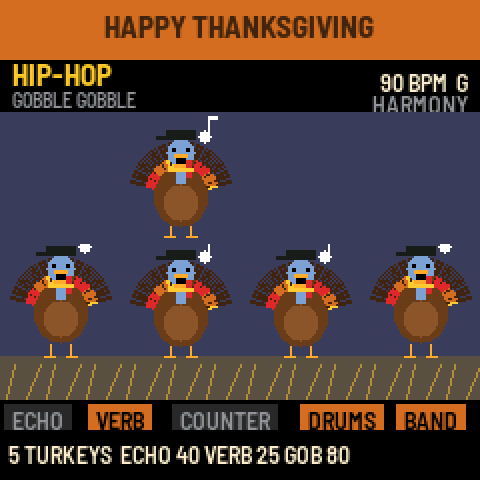 HAPPY THANKSGIVING
HIP-HOP
90 BPM G
GOBBLE GOBBLE
HARMONY
ECHO VERB COUNTER DRUMS BAND
5 TURKEYS ECHO 40 VERB 25 GOB 80